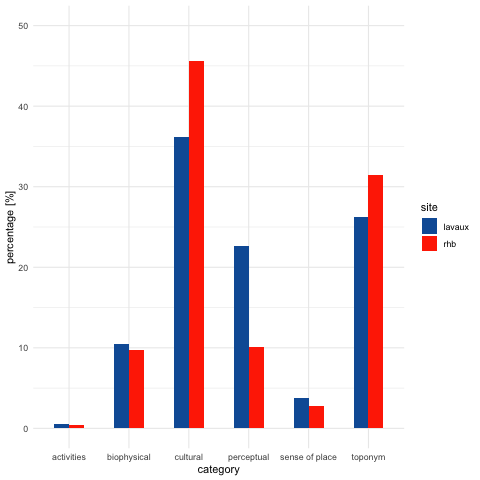 50
40
30
20
10
0
percentage [%]
activities biophysical cultural perceptual sense of place toponym
category
site
lavaux
rhb